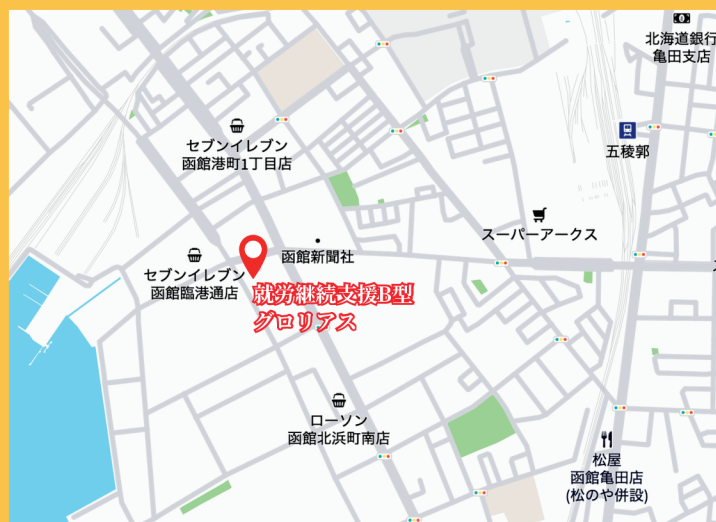 北海道銀行
亀田支店
セブンイレブン
函館港町1丁目店
五稜郭
スーパーアークス
函館新聞社
セブンイレブン
函館臨港通店
就労継続支援B型
グロリアス
ローソン
函館北浜町南店
松屋
函館亀田店
(松のや併設)